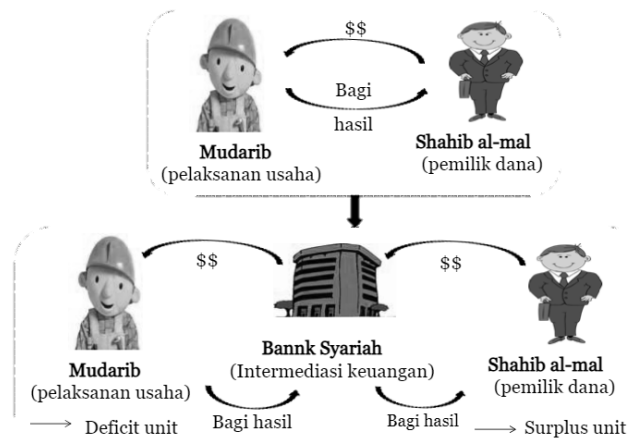 $$
Bagi
hasil
Mudarib
(pelaksanan usaha)
Shahib al-mal
(pemilik dana)
$$
$$
Mudarib
(pelaksanan usaha)
Bannk Syariah
(Intermediasi keuangan)
Shahib al-mal
(pemilik dana)
Bagi hasil
Bagi hasil
Deficit unit
Surplus unit